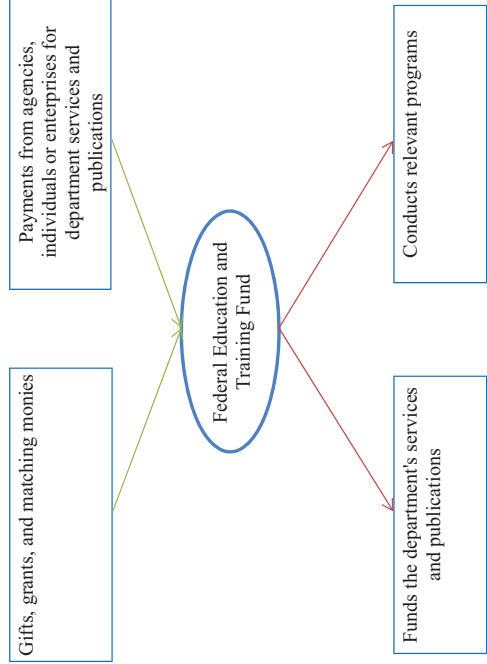 Gifts, grants, and matching monies
Payments from agencies,
individuals or enterprises for
department services and
publications
Federal Education and
Training Fund
Funds the department's services
and publications
Conducts relevant programs